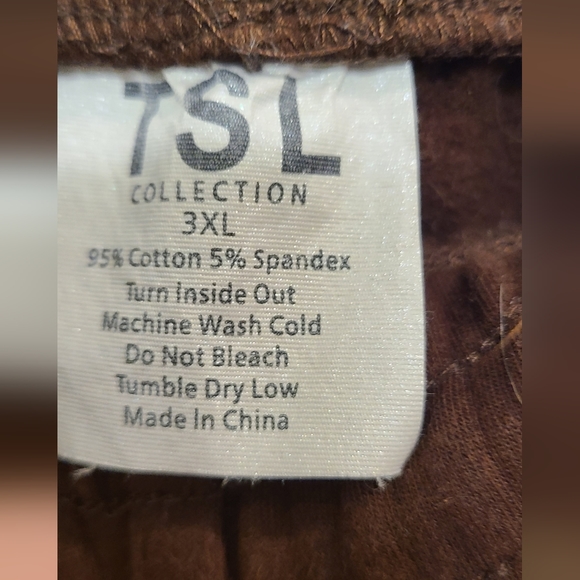 TSL
COLLECTION
3XL
95% Cotton 5% Spandex
Turn Inside Out
Machine Wash Cold
Do Not Bleach
Tumble Dry Low
Made In China